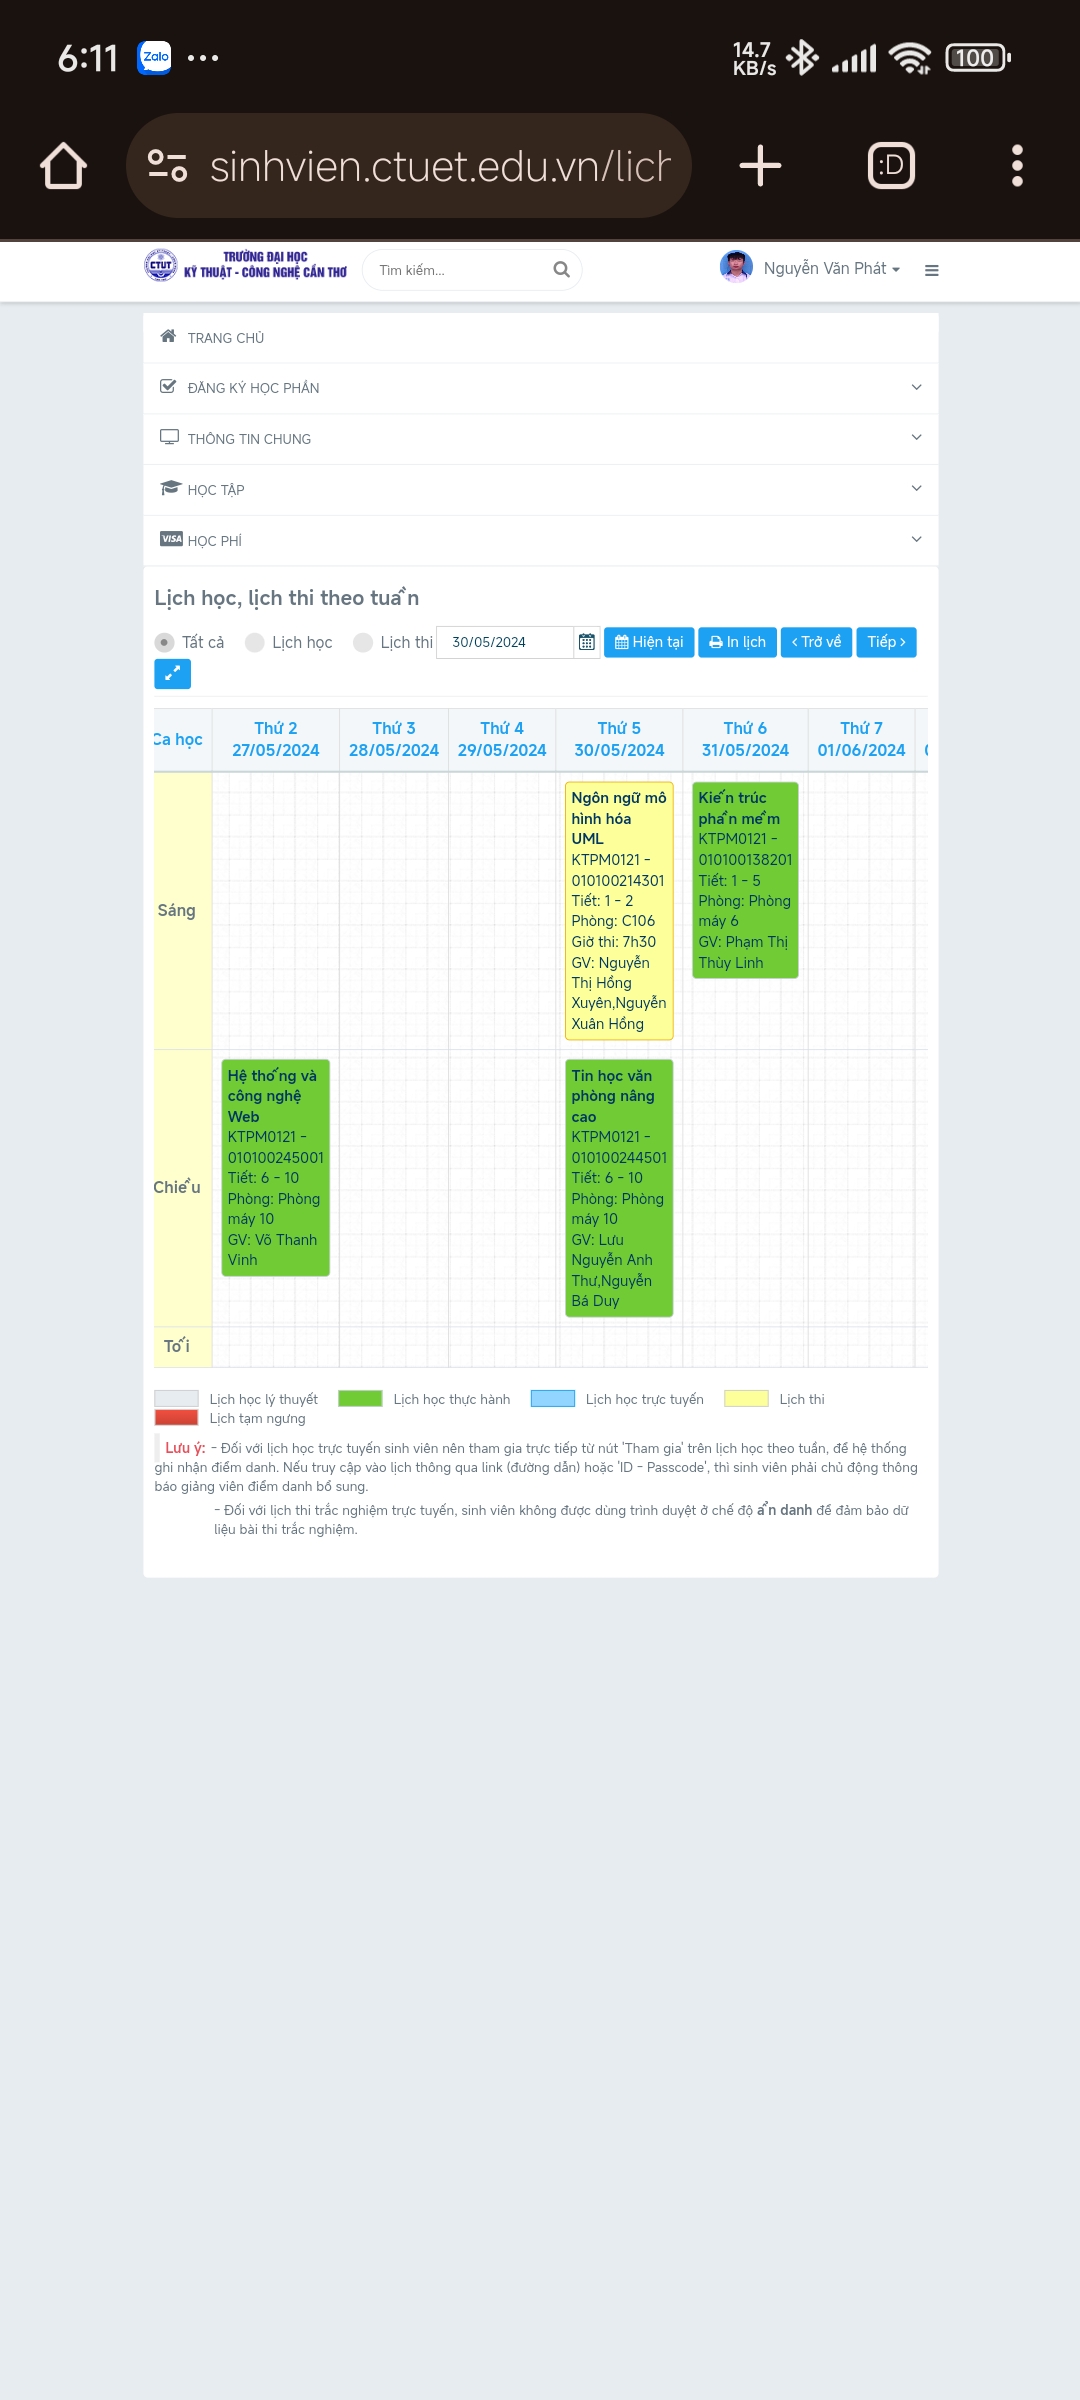 6:11 Zalo ... 14.7 KB/s 100
sinhvien.ctuet.edu.vn/lich :D
TRƯỜNG ĐẠI HỌC
KỸ THUẬT - CÔNG NGHỆ CẦN THƠ
CTUT
Tìm kiếm...
Nguyễn Văn Phát
TRANG CHỦ
ĐĂNG KÝ HỌC PHẦN
THÔNG TIN CHUNG
HỌC TẬP
VISA HỌC PHÍ
Lịch học, lịch thi theo tuần
Tất cả Lịch học Lịch thi 30/05/2024 Hiện tại In lịch Trở về Tiếp
Ca học
Thứ 2
27/05/2024
Thứ 3
28/05/2024
Thứ 4
29/05/2024
Thứ 5
30/05/2024
Thứ 6
31/05/2024
Thứ 7
01/06/2024
Sáng
Ngôn ngữ mô
hình hóa
UML
KTPM0121 -
010100214301
Tiết: 1 - 2
Phòng: C106
Giờ thi: 7h30
GV: Nguyễn
Thị Hồng
Xuyên,Nguyễn
Xuân Hồng
Kiến trúc
phần mềm
KTPM0121 -
010100138201
Tiết: 1 - 5
Phòng: Phòng
máy 6
GV: Phạm Thị
Thùy Linh
Chiều
Hệ thống và
công nghệ
Web
KTPM0121 -
010100245001
Tiết: 6 - 10
Phòng: Phòng
máy 10
GV: Võ Thanh
Vinh
Tin học văn
phòng nâng
cao
KTPM0121 -
010100244501
Tiết: 6 - 10
Phòng: Phòng
máy 10
GV: Lưu
Nguyễn Anh
Thư,Nguyễn
Bá Duy
Tối
Lịch học lý thuyết Lịch học thực hành Lịch học trực tuyến Lịch thi
Lịch tạm ngưng
Lưu ý: - Đối với lịch học trực tuyến sinh viên nên tham gia trực tiếp từ nút 'Tham gia' trên lịch học theo tuần, để hệ thống
ghi nhận điểm danh. Nếu truy cập vào lịch thông qua link (đường dẫn) hoặc 'ID - Passcode', thì sinh viên phải chủ động thông
báo giảng viên điểm danh bổ sung.
- Đối với lịch thi trắc nghiệm trực tuyến, sinh viên không được dùng trình duyệt ở chế độ ẩn danh để đảm bảo dữ
liệu bài thi trắc nghiệm.